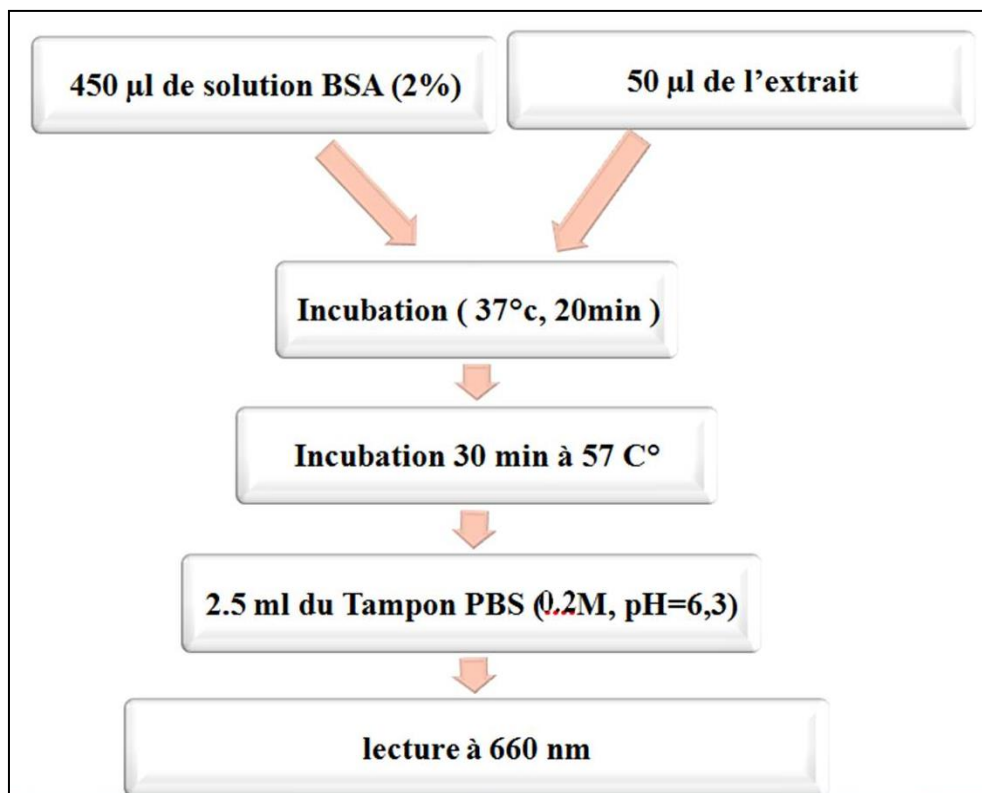 450 µl de solution BSA (2%)
50 µl de l’extrait
Incubation ( 37°c, 20min )
Incubation 30 min à 57 C°
2.5 ml du Tampon PBS (0.2M, pH=6,3)
lecture à 660 nm